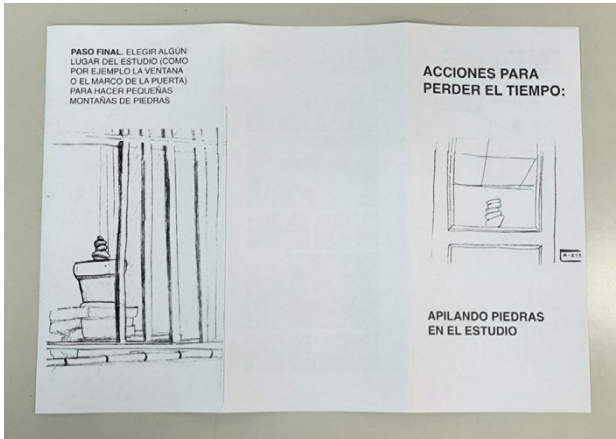 PASO FINAL. ELEGIR ALGÚN
LUGAR DEL ESTUDIO (COMO
POR EJEMPLO LA VENTANA
O EL MARCO DE LA PUERTA)
PARA HACER PEQUEÑAS
MONTAÑAS DE PIEDRAS
ACCIONES PARA
PERDER EL TIEMPO:
APILANDO PIEDRAS
EN EL ESTUDIO